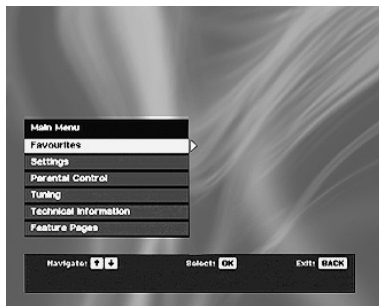 Main Menu
Favourites
Settings
Parental Control
Tuning
Technical Information
Feature Pages
Navigate: ↑ ↓ Select: OK Exit: BACK